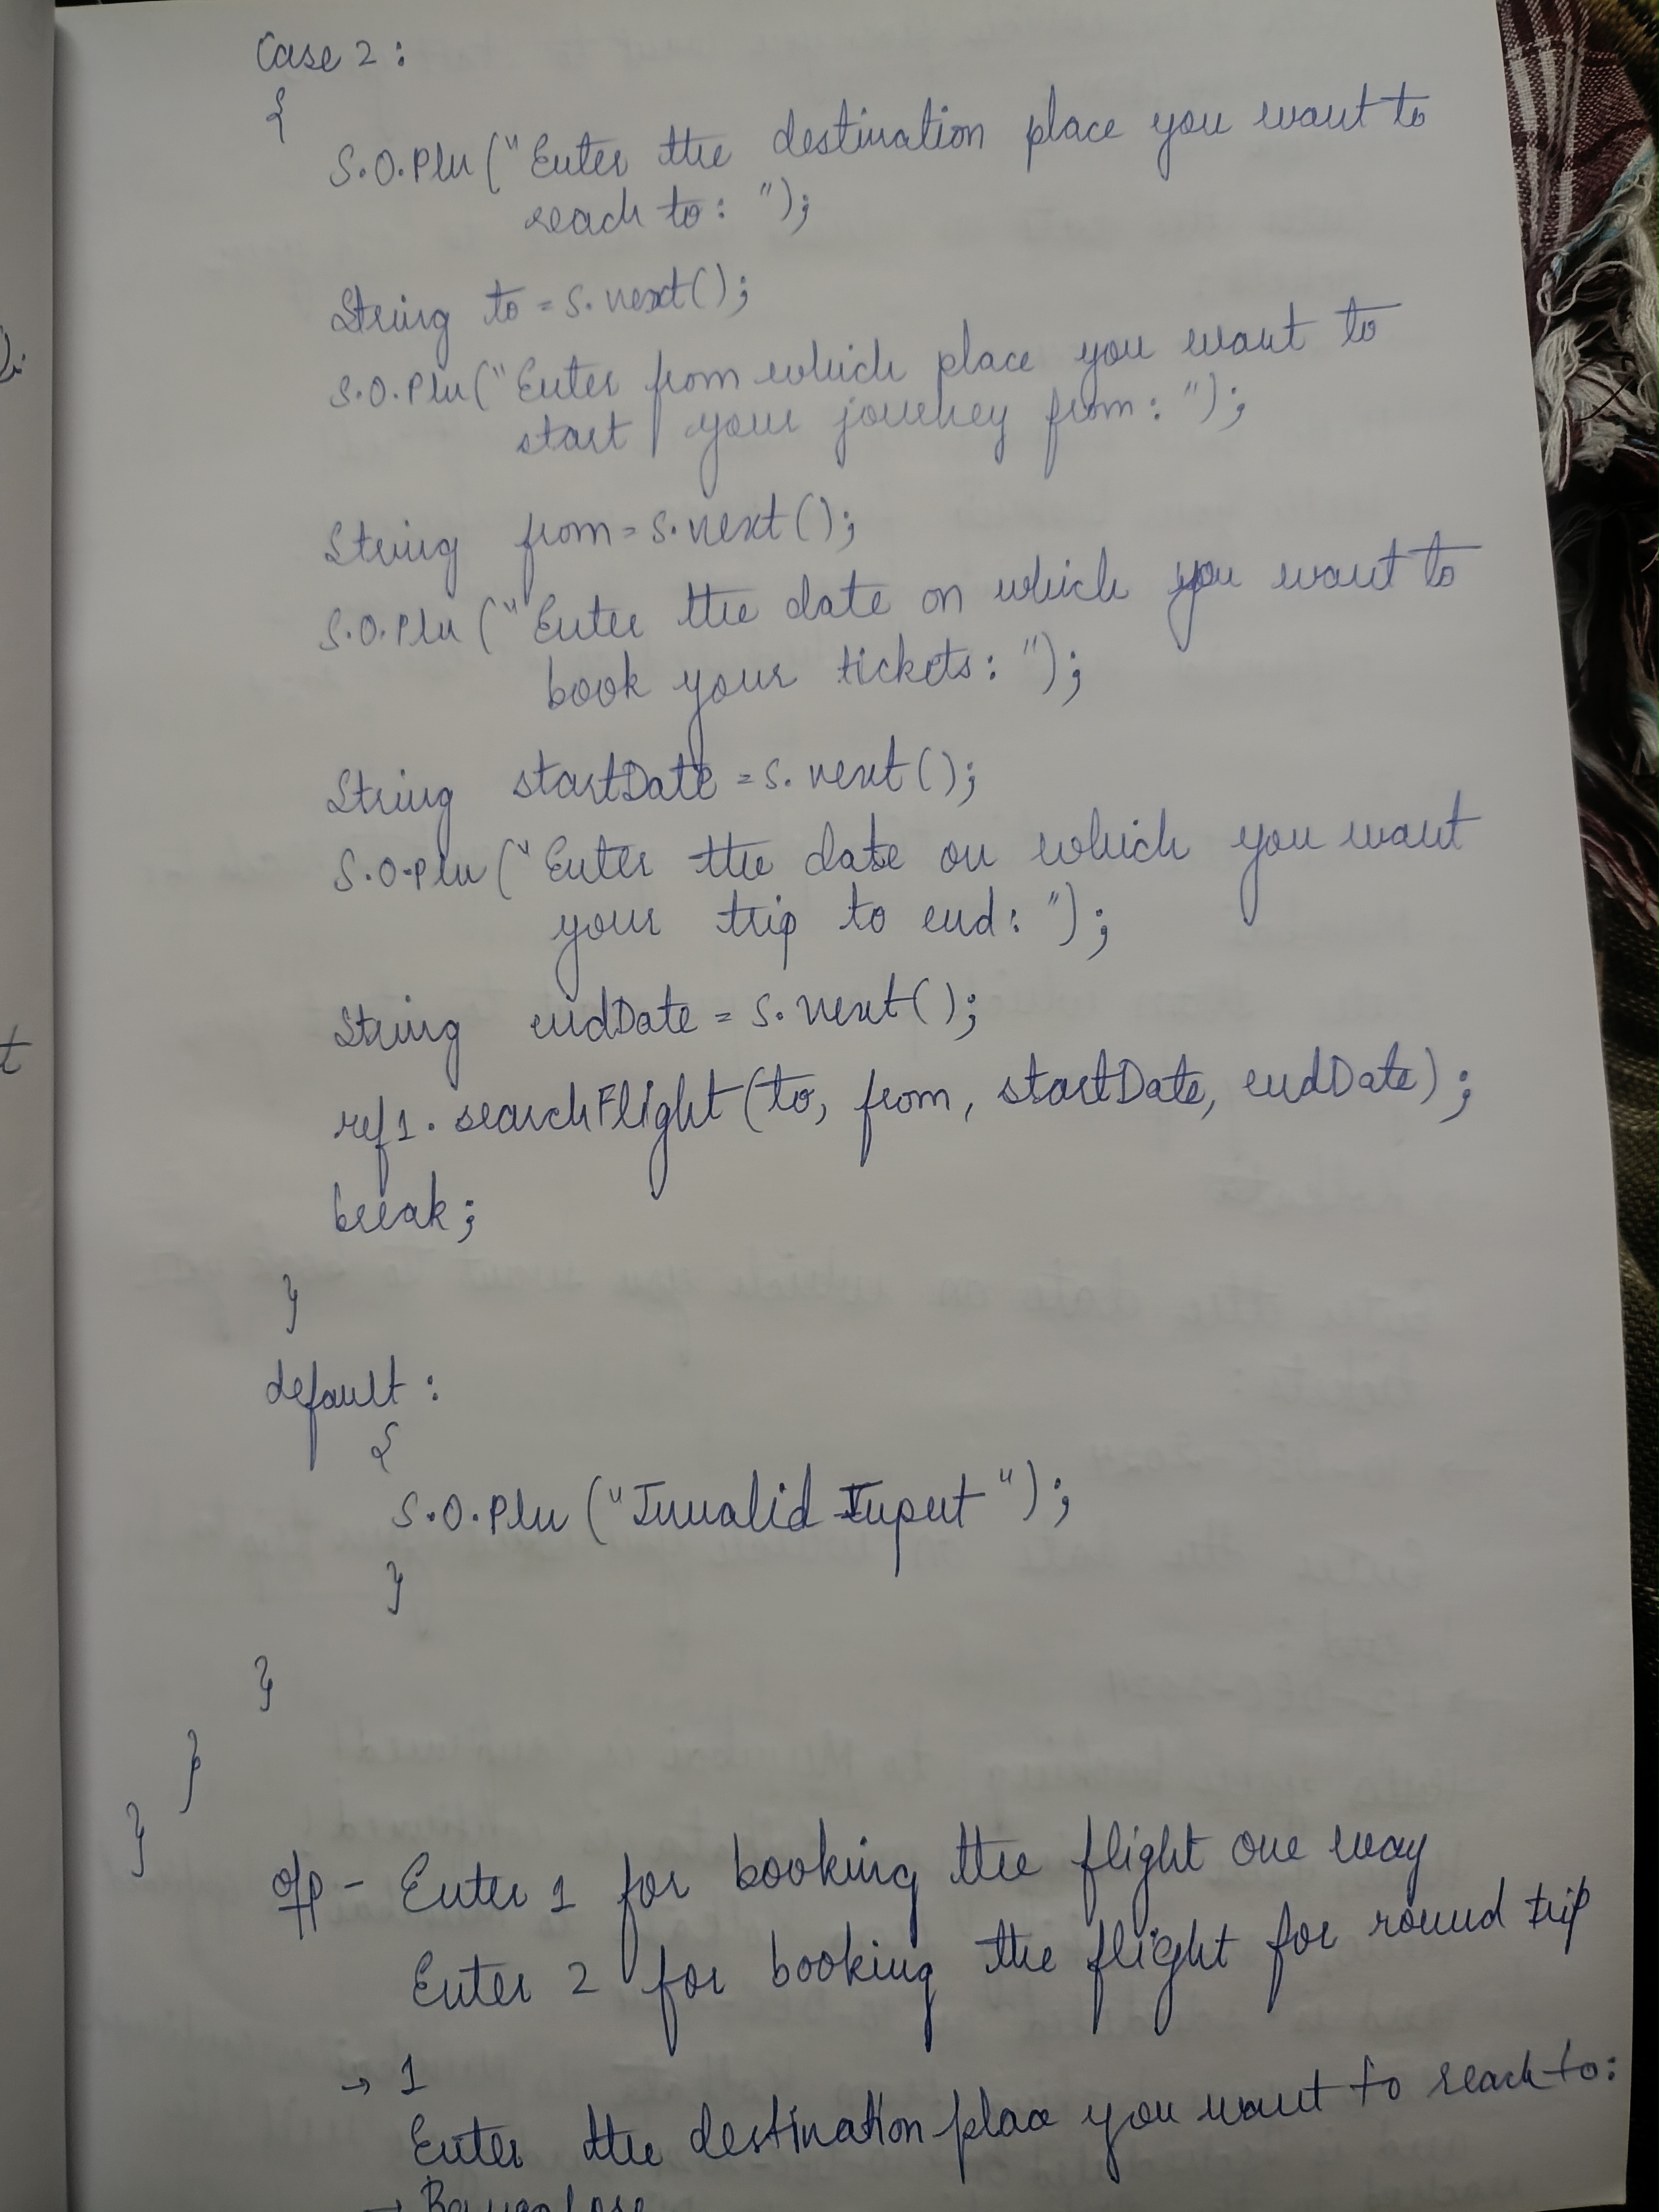 Case 2 :
{
S.O.Pln ("Enter the destination place you want to
reach to : ");
String to = s.next();
S.O.Pln ("Enter from which place you want to
start your journey from : ");
String from = s.next();
S.O.Pln ("Enter the date on which you want to
book your tickets : ");
String startDate = s.next();
S.O.Pln ("Enter the date on which you want
your trip to end : ");
String endDate = s.next();
ref1.searchFlight(to, from, startDate, endDate);
break;
}
default :
{
S.O.Pln ("Invalid Input");
}
}
}
}
o/p - Enter 1 for booking the flight one way
Enter 2 for booking the flight for round trip
→ 1
Enter the destination place you want to reach to: